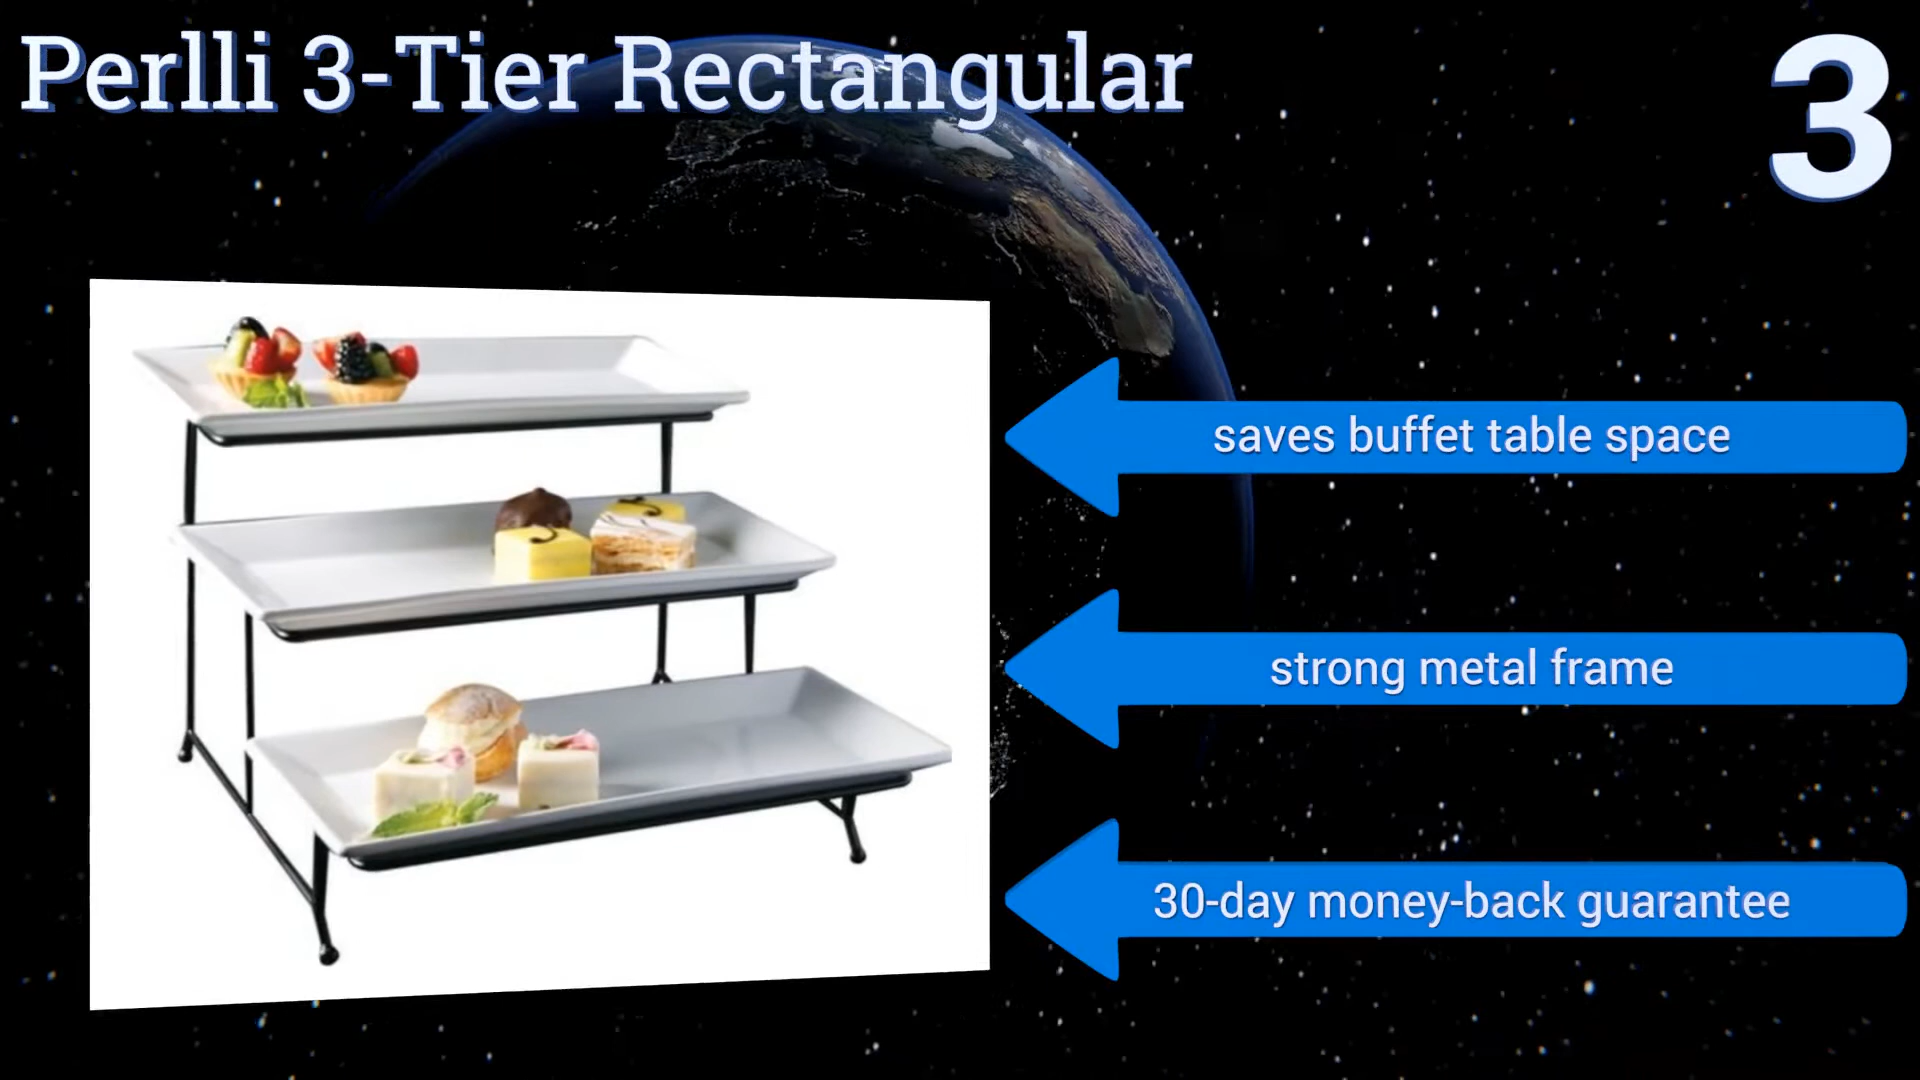 Perlli 3-Tier Rectangular
3
saves buffet table space
strong metal frame
30-day money-back guarantee